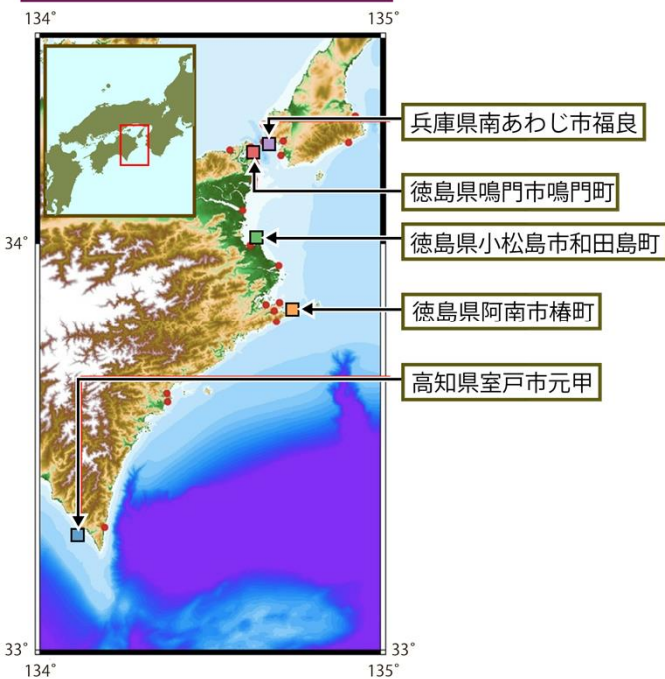 134°
135°
兵庫県南あわじ市福良
徳島県鳴門市鳴門町
34°
徳島県小松島市和田島町
徳島県阿南市椿町
高知県室戸市元甲
33°
33°
134°
135°